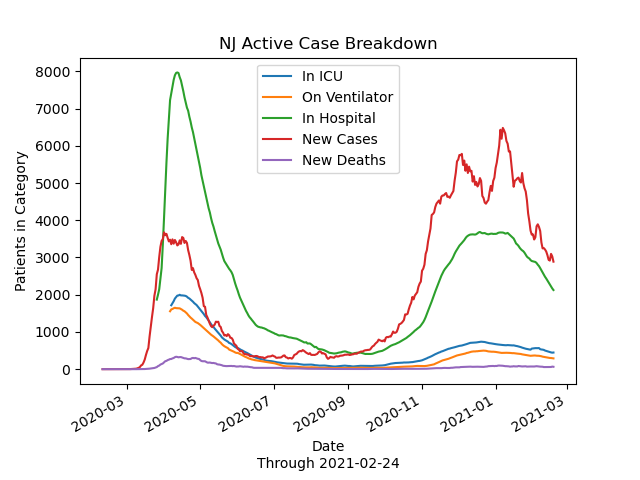 NJ Active Case Breakdown
In ICU
On Ventilator
In Hospital
New Cases
New Deaths
Patients in Category
8000
7000
6000
5000
4000
3000
2000
1000
0
2020-03
2020-05
2020-07
2020-09
2020-11
2021-01
2021-03
Date
Through 2021-02-24